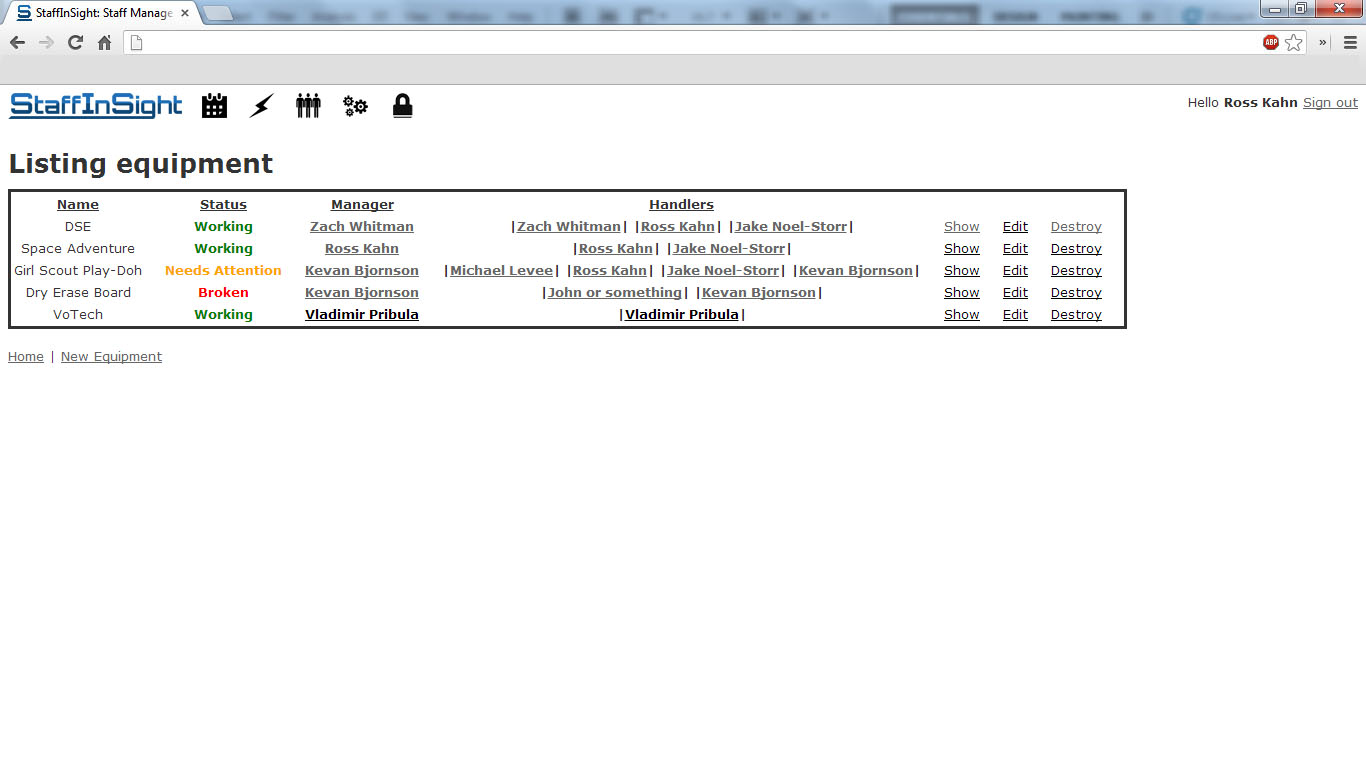 StaffInSight: Staff Manage
ABP
StaffInSight
Hello Ross Kahn Sign out
Listing equipment
Name Status Manager Handlers
DSE Working Zach Whitman |Zach Whitman| |Ross Kahn| |Jake Noel-Storr| Show Edit Destroy
Space Adventure Working Ross Kahn |Ross Kahn| |Jake Noel-Storr| Show Edit Destroy
Girl Scout Play-Doh Needs Attention Kevan Bjornson |Michael Levee| |Ross Kahn| |Jake Noel-Storr| |Kevan Bjornson| Show Edit Destroy
Dry Erase Board Broken Kevan Bjornson |John or something| |Kevan Bjornson| Show Edit Destroy
VoTech Working Vladimir Pribula |Vladimir Pribula| Show Edit Destroy
Home | New Equipment